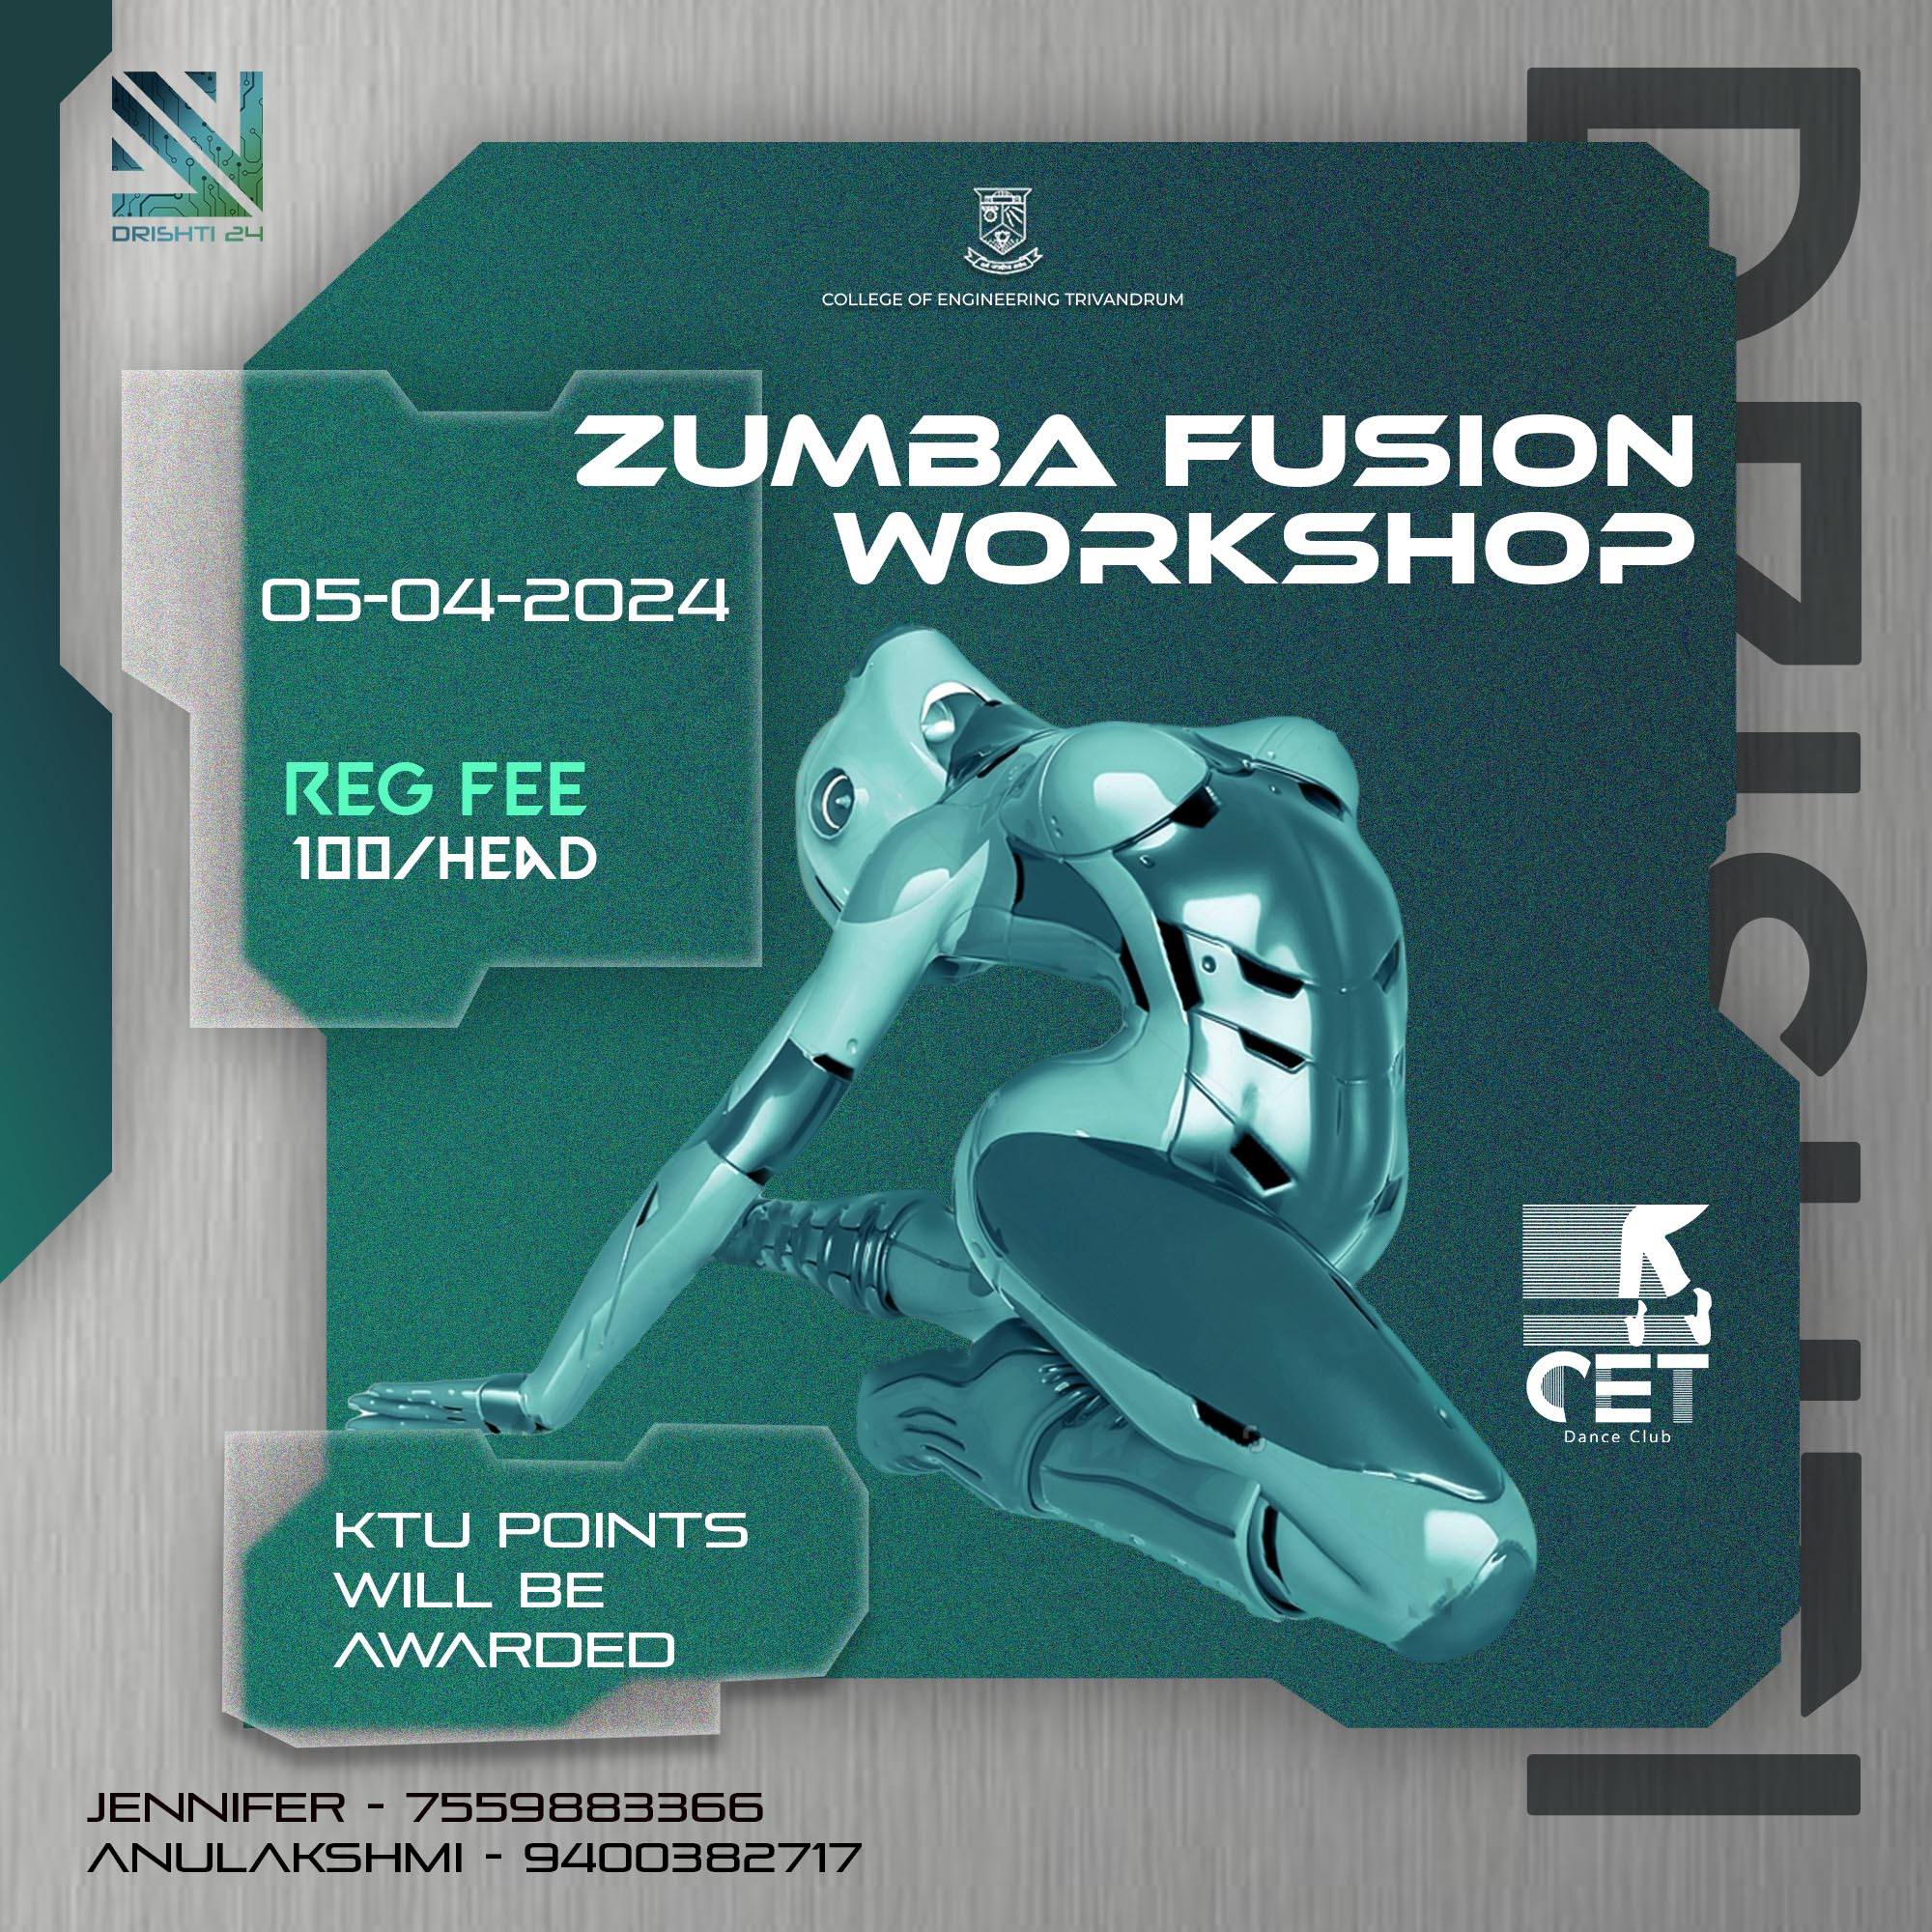 DRISHTI 24
COLLEGE OF ENGINEERING TRIVANDRUM
ZUMBA FUSION
WORKSHOP
05-04-2024
REG FEE
100/HEAD
CET
Dance Club
KTU POINTS
WILL BE
AWARDED
JENNIFER - 7559883366
ANULAKSHMI - 9400382717
DRISHTI